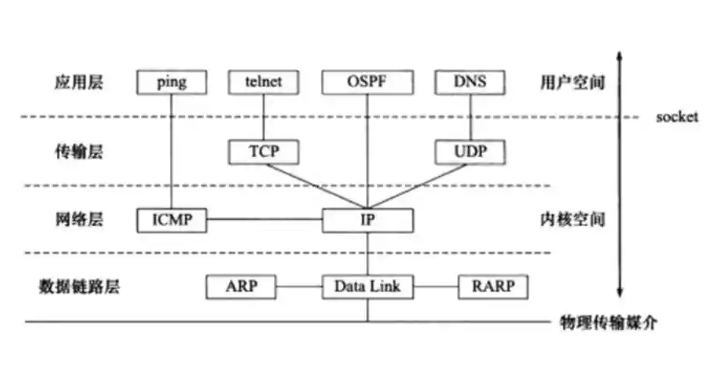 应用层 ping telnet OSPF DNS 用户空间
socket
传输层 TCP UDP
网络层 ICMP IP 内核空间
数据链路层 ARP Data Link RARP
物理传输媒介